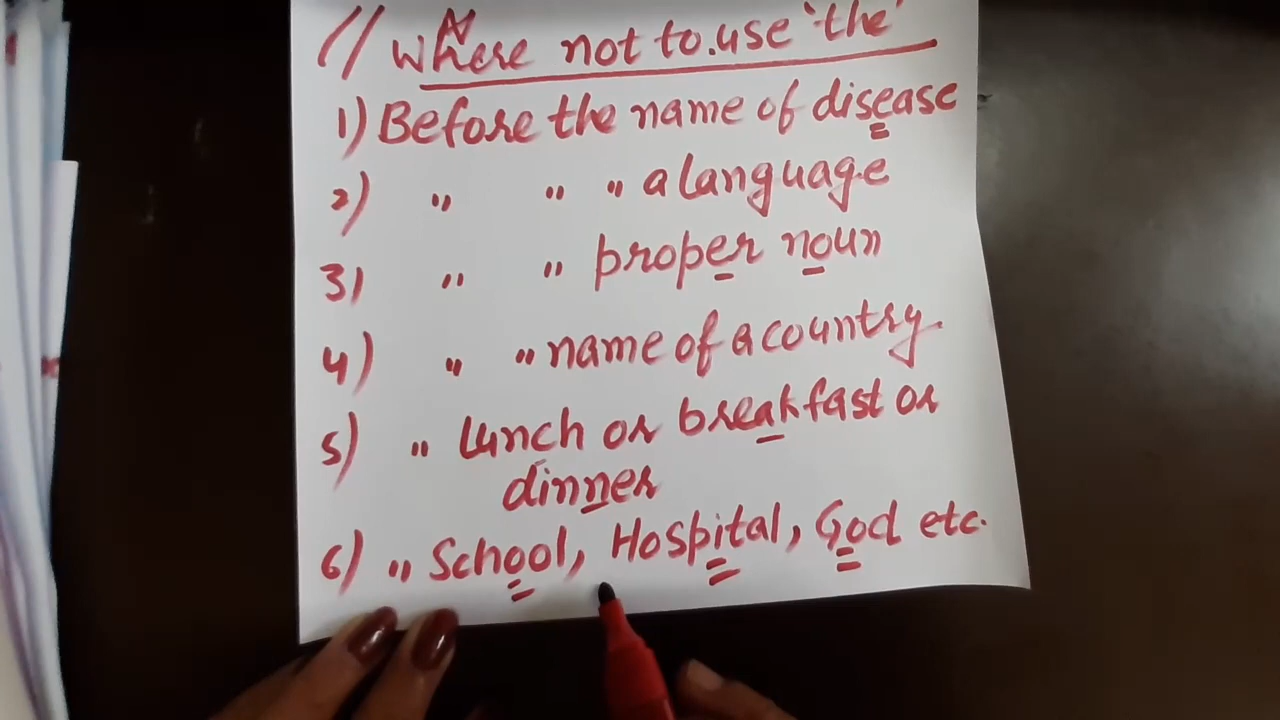 // Where not to use 'the'
1) Before the name of disease
2) " " " a language
3) " " proper noun
4) " " name of a country.
5) " lunch or breakfast or
dinner
6) " School, Hospital, God etc.